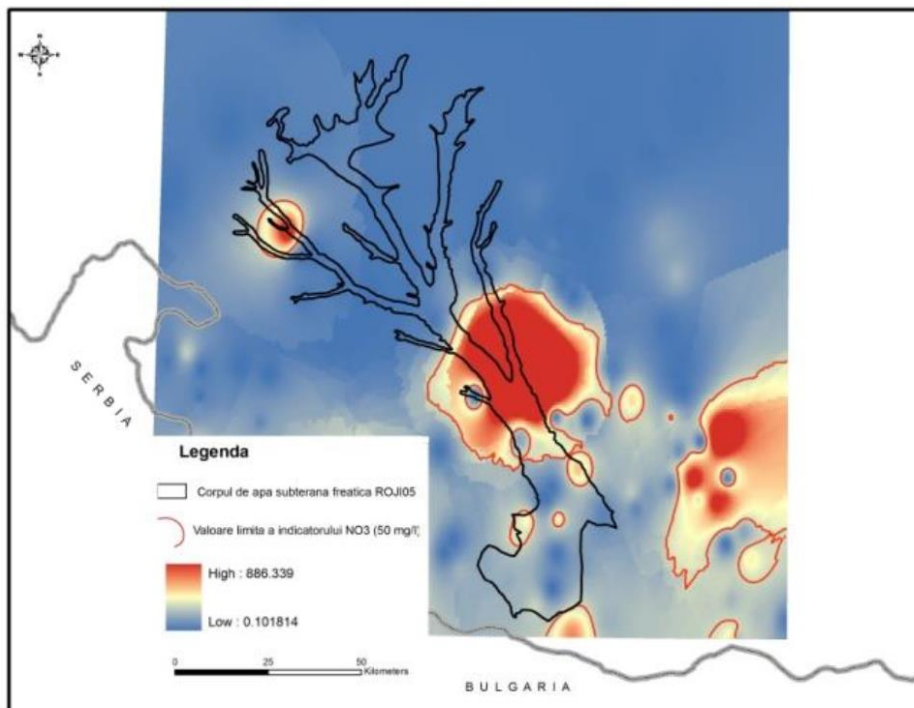 N
W E
S
SERBIA
Legenda
Corpul de apa subterana freatica ROJI05
Valoare limita a indicatorului NO3 (50 mg/l)
High : 886.339
Low : 0.101814
0 25 50
Kilometers
BULGARIA